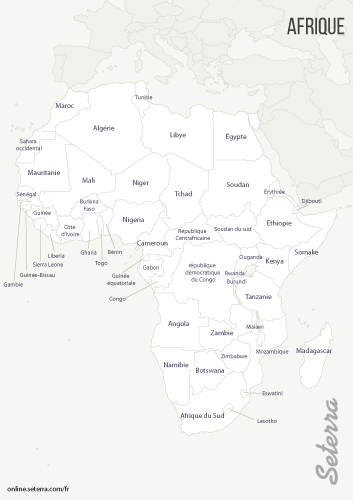 AFRIQUE
Tunisie
Maroc
Algérie
Libye
Égypte
Sahara
occidental
Mauritanie
Mali
Niger
Tchad
Soudan
Érythrée
Djibouti
Sénégal
Guinée
Burkina
Faso
Nigeria
Côte
d'Ivoire
République
Centrafricaine
Soudan du sud
Éthiopie
Cameroun
Liberia
Sierra Leone
Guinée-Bissau
Gambie
Ghana
Togo
Bénin
Guinée
équatoriale
Congo
Gabon
république
démocratique
du Congo
Ouganda
Kenya
Somalie
Rwanda
Burundi
Tanzanie
Angola
Malawi
Zambie
Mozambique
Madagascar
Zimbabwe
Namibie
Botswana
Eswatini
Afrique du Sud
Lesotho
Seterra
online.seterra.com/fr